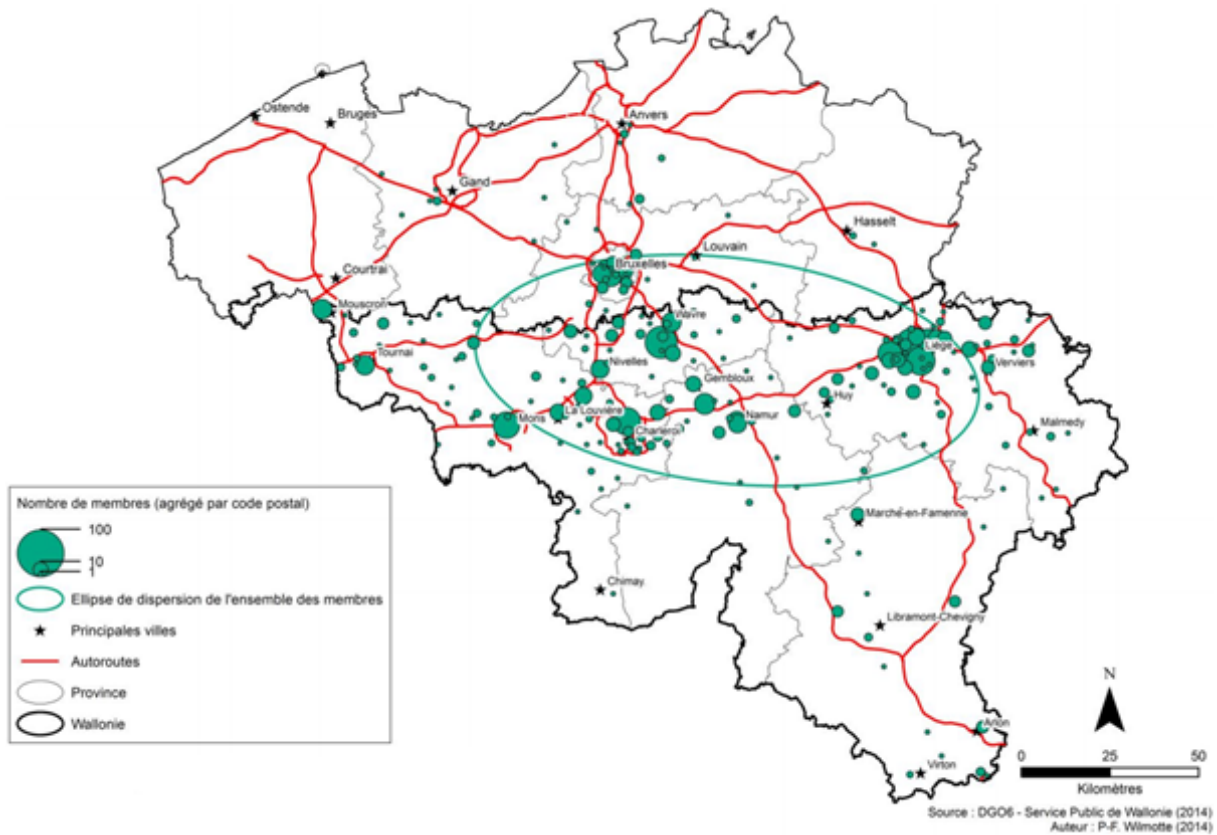 Ostende
Bruges
Anvers
Gand
Hasselt
Louvain
Bruxelles
Courtrai
Mouscron
Wavre
Tournai
Liège
Nivelles
Verviers
Gembloux
Huy
La Louvière
Mons
Namur
Charleroi
Malmedy
Marche-en-Famenne
Chimay
Libramont-Chevigny
Arlon
Virton
Nombre de membres (agrégé par code postal)
100
10
1
Ellipse de dispersion de l'ensemble des membres
Principales villes
Autoroutes
Province
Wallonie
N
0 25 50
Kilomètres
Source : DGO6 - Service Public de Wallonie (2014)
Auteur : P-F. Wilmotte (2014)